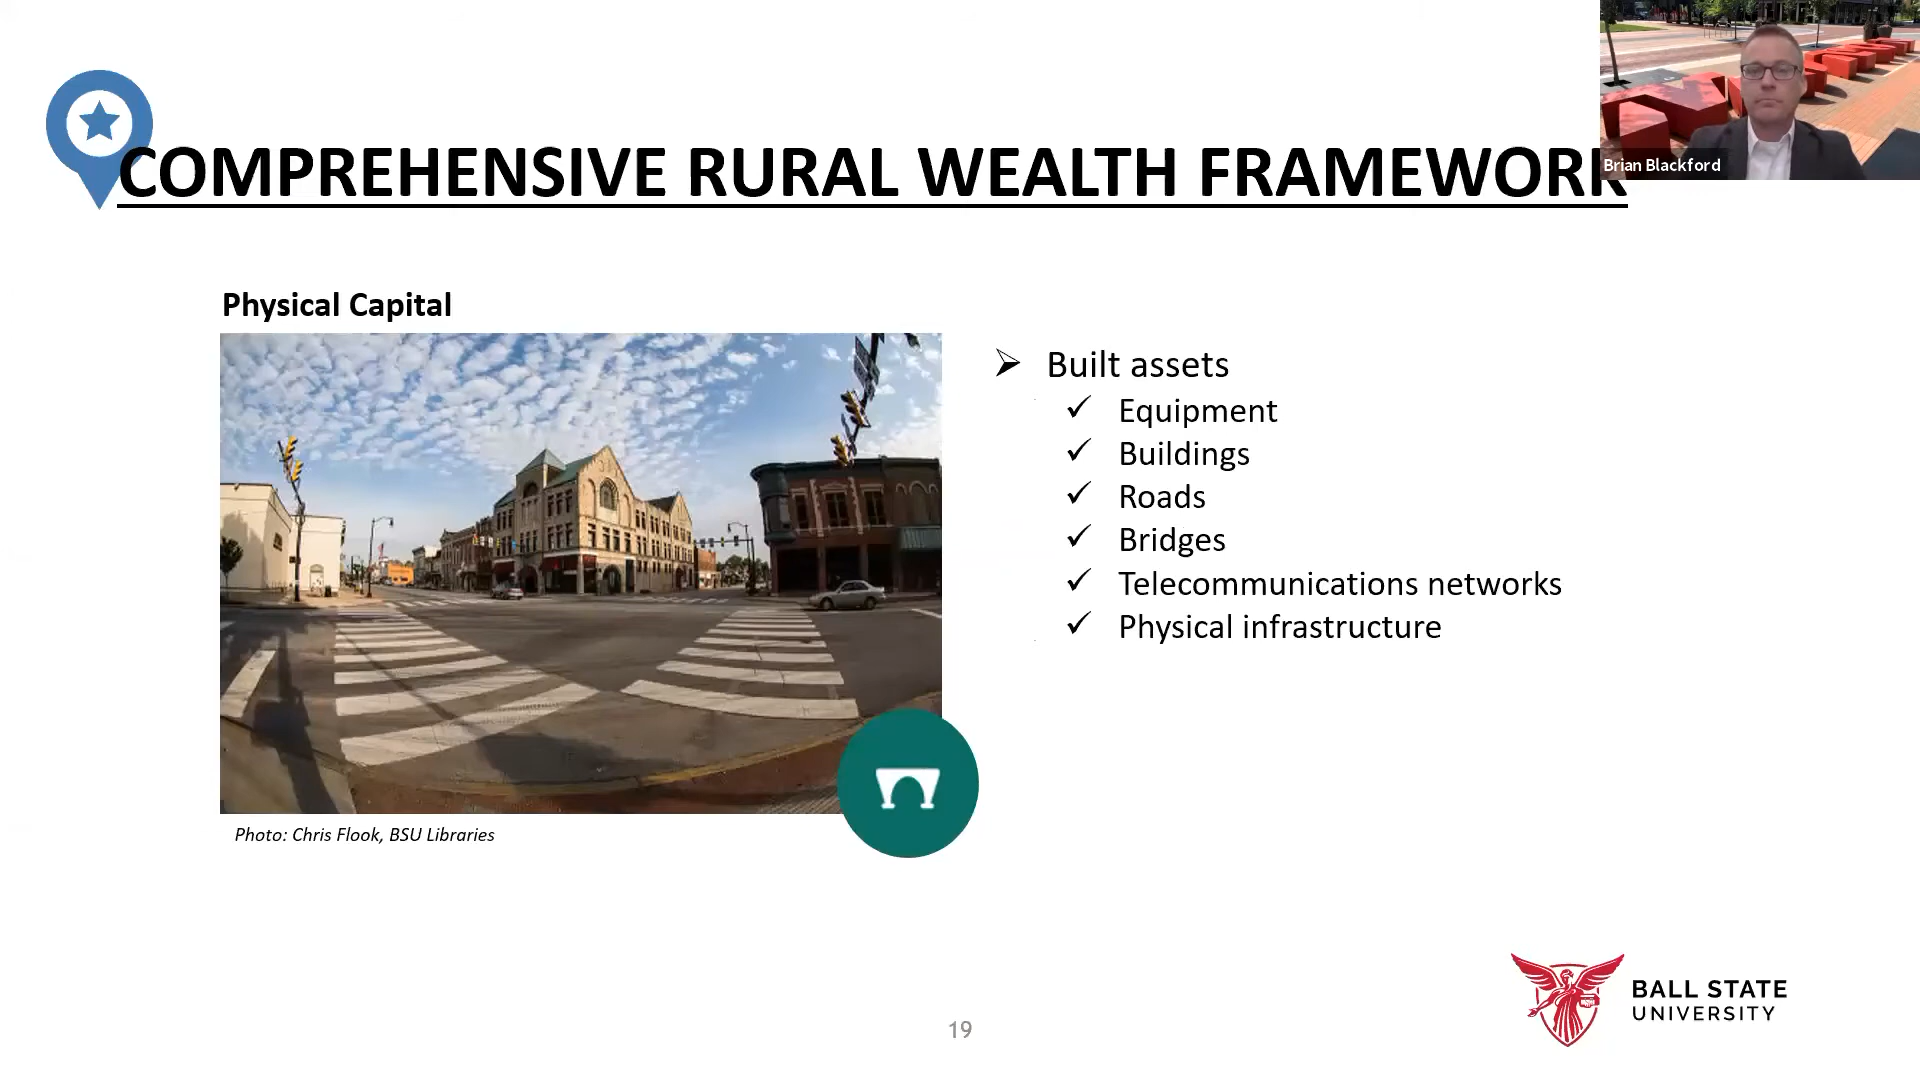 COMPREHENSIVE RURAL WEALTH FRAMEWORK
Brian Blackford
Physical Capital
Built assets
Equipment
Buildings
Roads
Bridges
Telecommunications networks
Physical infrastructure
Photo: Chris Flook, BSU Libraries
BALL STATE
UNIVERSITY
19